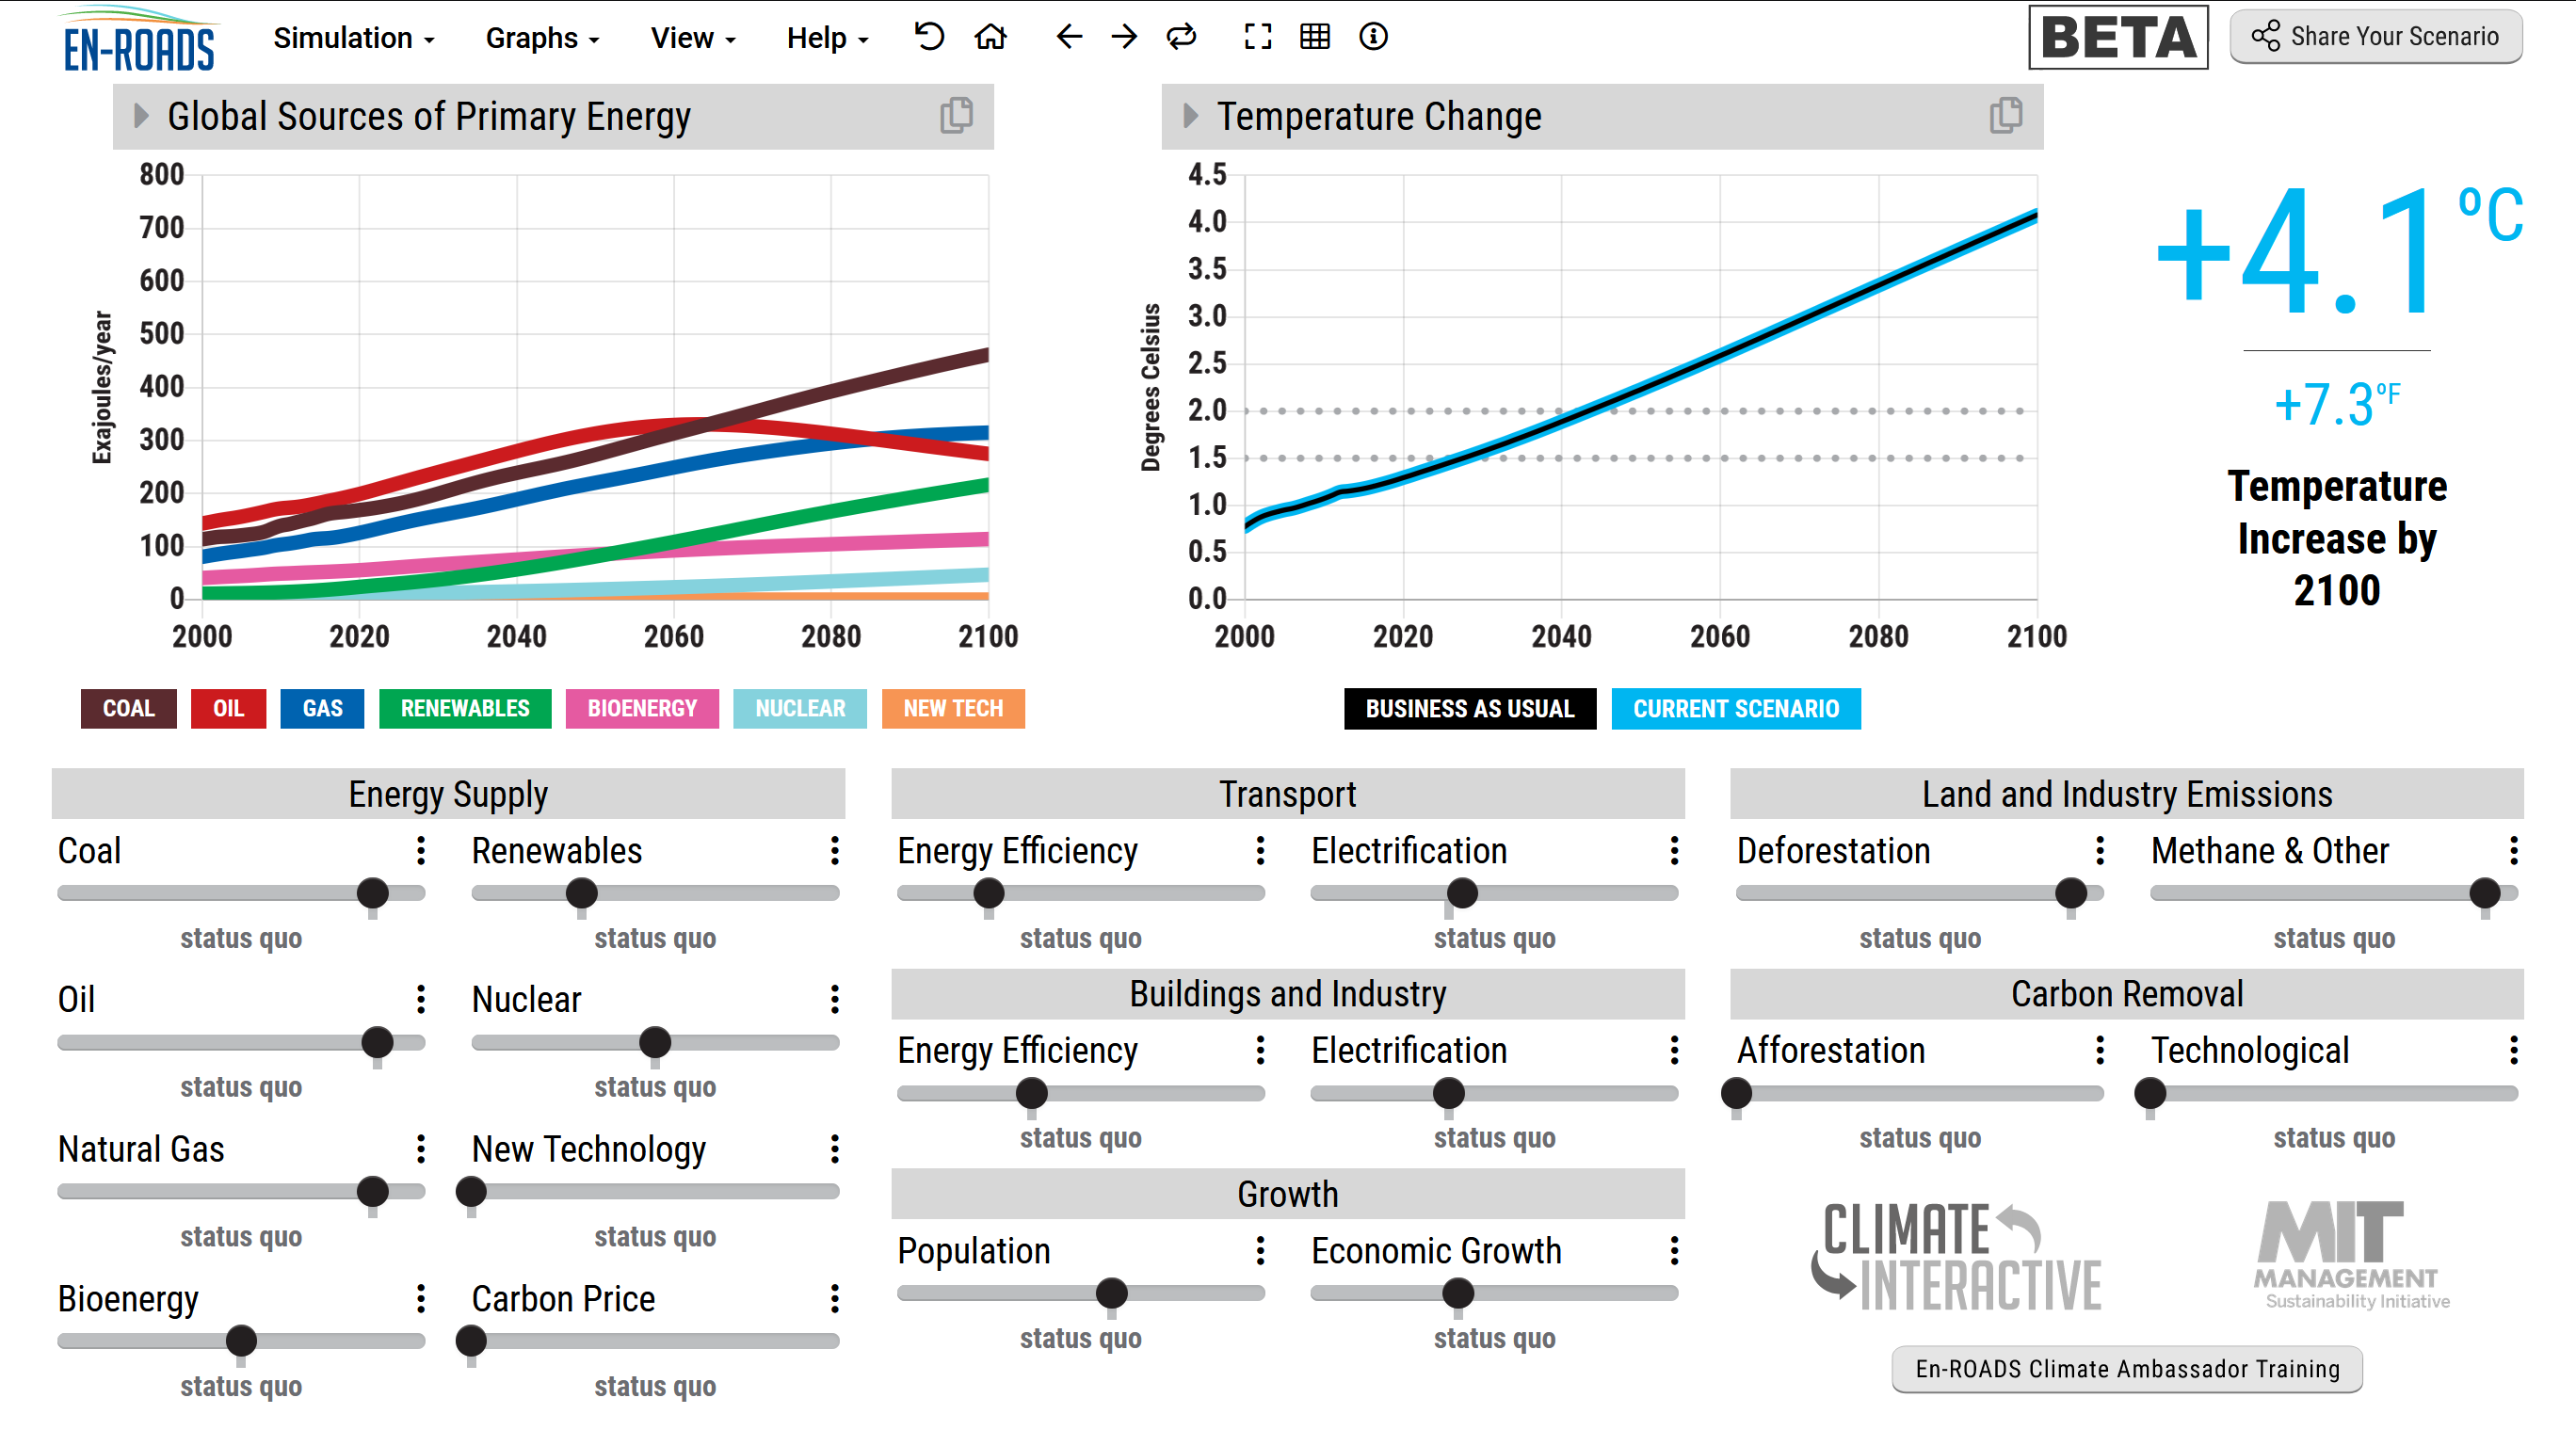 EN-ROADS
Simulation Graphs View Help
BETA Share Your Scenario
Global Sources of Primary Energy
Exajoules/year
800
700
600
500
400
300
200
100
0
2000 2020 2040 2060 2080 2100
COAL OIL GAS RENEWABLES BIOENERGY NUCLEAR NEW TECH
Temperature Change
Degrees Celsius
4.5
4.0
3.5
3.0
2.5
2.0
1.5
1.0
0.5
0.0
2000 2020 2040 2060 2080 2100
BUSINESS AS USUAL CURRENT SCENARIO
+4.1 ºC
+7.3ºF
Temperature
Increase by
2100
Energy Supply
Coal Renewables
status quo status quo
Oil Nuclear
status quo status quo
Natural Gas New Technology
status quo status quo
Bioenergy Carbon Price
status quo status quo
Transport
Energy Efficiency Electrification
status quo status quo
Buildings and Industry
Energy Efficiency Electrification
status quo status quo
Growth
Population Economic Growth
status quo status quo
Land and Industry Emissions
Deforestation Methane & Other
status quo status quo
Carbon Removal
Afforestation Technological
status quo status quo
CLIMATE
INTERACTIVE
MIT
MANAGEMENT
Sustainability Initiative
En-ROADS Climate Ambassador Training